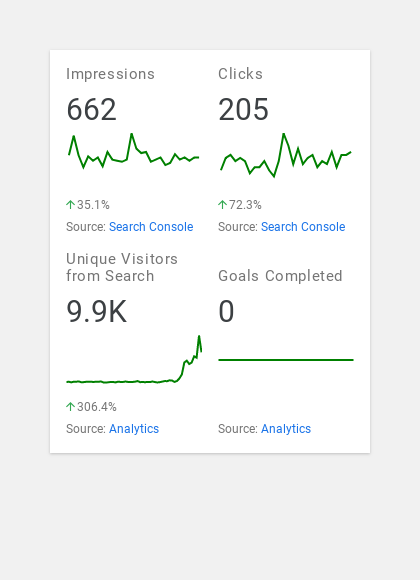 Impressions
662
↑35.1%
Source: Search Console
Clicks
205
↑72.3%
Source: Search Console
Unique Visitors
from Search
9.9K
↑306.4%
Source: Analytics
Goals Completed
0
Source: Analytics